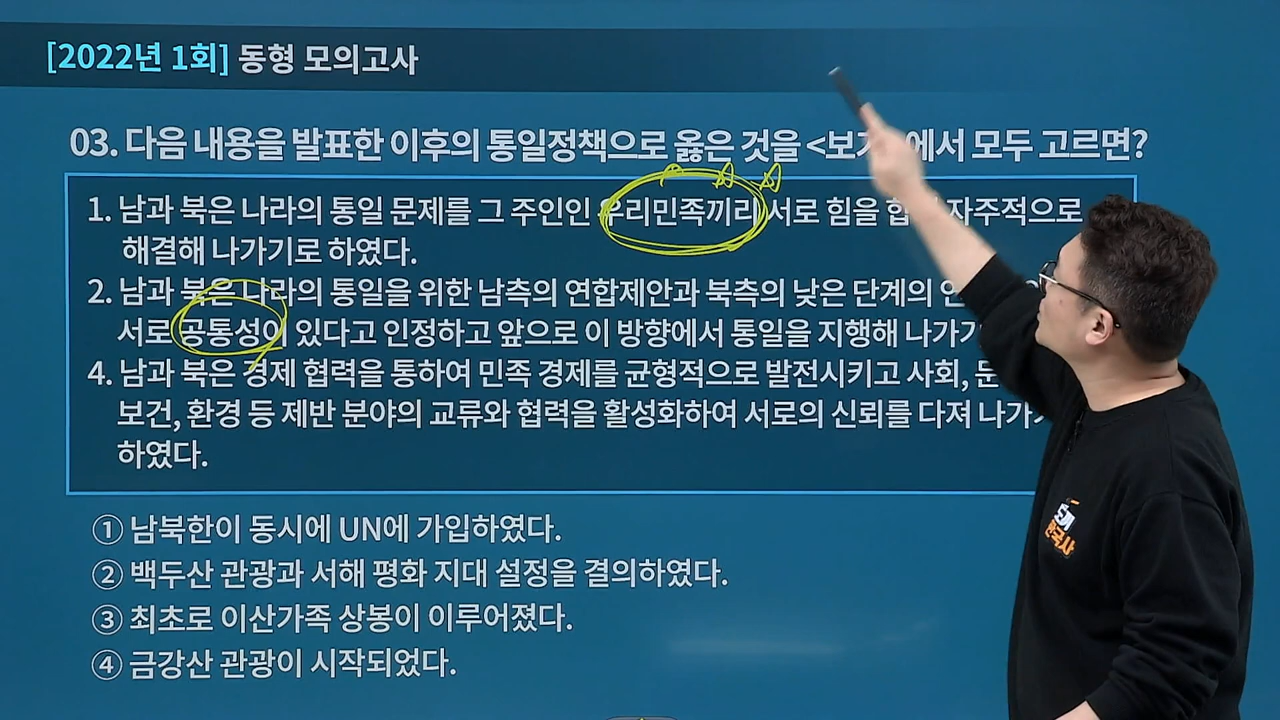 [2022년 1회] 동형 모의고사
03. 다음 내용을 발표한 이후의 통일정책으로 옳은 것을 <보기 에서 모두 고르면?
1. 남과 북은 나라의 통일 문제를 그 주인인 우리민족끼리 서로 힘을 합 자주적으로
해결해 나가기로 하였다.
2. 남과 북은 나라의 통일을 위한 남측의 연합제안과 북측의 낮은 단계의
서로 공통성이 있다고 인정하고 앞으로 이 방향에서 통일을 지향해 나가기
4. 남과 북은 경제 협력을 통하여 민족 경제를 균형적으로 발전시키고 사회,
보건, 환경 등 제반 분야의 교류와 협력을 활성화하여 서로의 신뢰를 다져 나가기
하였다.
① 남북한이 동시에 UN에 가입하였다.
② 백두산 관광과 서해 평화 지대 설정을 결의하였다.
③ 최초로 이산가족 상봉이 이루어졌다.
④ 금강산 관광이 시작되었다.
한국사